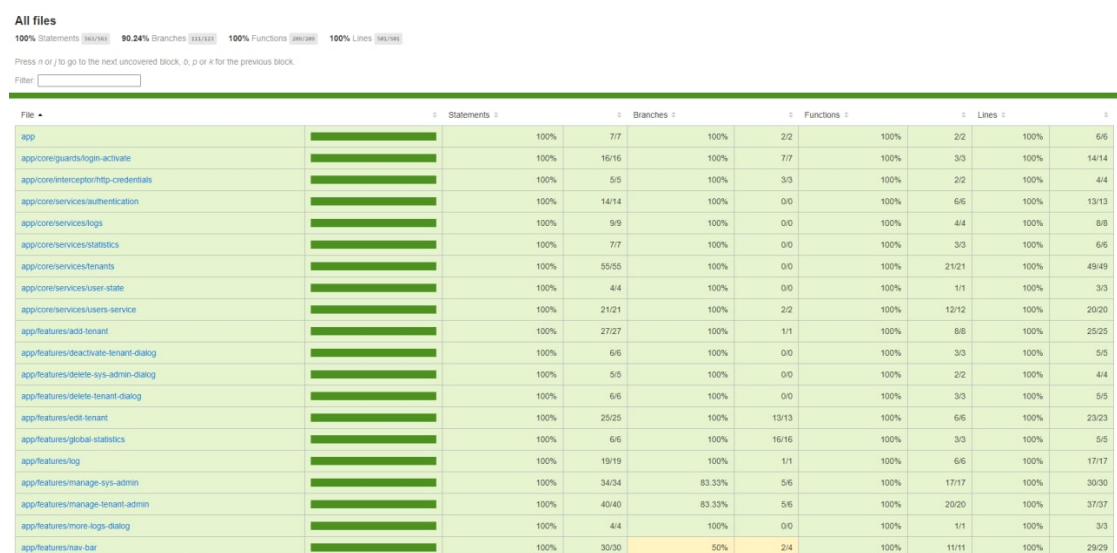 All files
100% Statements 563/563 90.24% Branches 111/123 100% Functions 209/209 100% Lines 501/501
Press n or j to go to the next uncovered block, b, p or k for the previous block.
Filter:
File Statements Branches Functions Lines
app 100% 7/7 100% 2/2 100% 2/2 100% 6/6
app/core/guards/login-activate 100% 16/16 100% 7/7 100% 3/3 100% 14/14
app/core/interceptor/http-credentials 100% 5/5 100% 3/3 100% 2/2 100% 4/4
app/core/services/authentication 100% 14/14 100% 0/0 100% 6/6 100% 13/13
app/core/services/logs 100% 9/9 100% 0/0 100% 4/4 100% 8/8
app/core/services/statistics 100% 7/7 100% 0/0 100% 3/3 100% 6/6
app/core/services/tenants 100% 55/55 100% 0/0 100% 21/21 100% 49/49
app/core/services/user-state 100% 4/4 100% 0/0 100% 1/1 100% 3/3
app/core/services/users-service 100% 21/21 100% 2/2 100% 12/12 100% 20/20
app/features/add-tenant 100% 27/27 100% 1/1 100% 8/8 100% 25/25
app/features/deactivate-tenant-dialog 100% 6/6 100% 0/0 100% 3/3 100% 5/5
app/features/delete-sys-admin-dialog 100% 5/5 100% 0/0 100% 2/2 100% 4/4
app/features/delete-tenant-dialog 100% 6/6 100% 0/0 100% 3/3 100% 5/5
app/features/edit-tenant 100% 25/25 100% 13/13 100% 6/6 100% 23/23
app/features/global-statistics 100% 6/6 100% 16/16 100% 3/3 100% 5/5
app/features/log 100% 19/19 100% 1/1 100% 6/6 100% 17/17
app/features/manage-sys-admin 100% 34/34 83.33% 5/6 100% 17/17 100% 30/30
app/features/manage-tenant-admin 100% 40/40 83.33% 5/6 100% 20/20 100% 37/37
app/features/more-logs-dialog 100% 4/4 100% 0/0 100% 1/1 100% 3/3
app/features/nav-bar 100% 30/30 50% 2/4 100% 11/11 100% 29/29